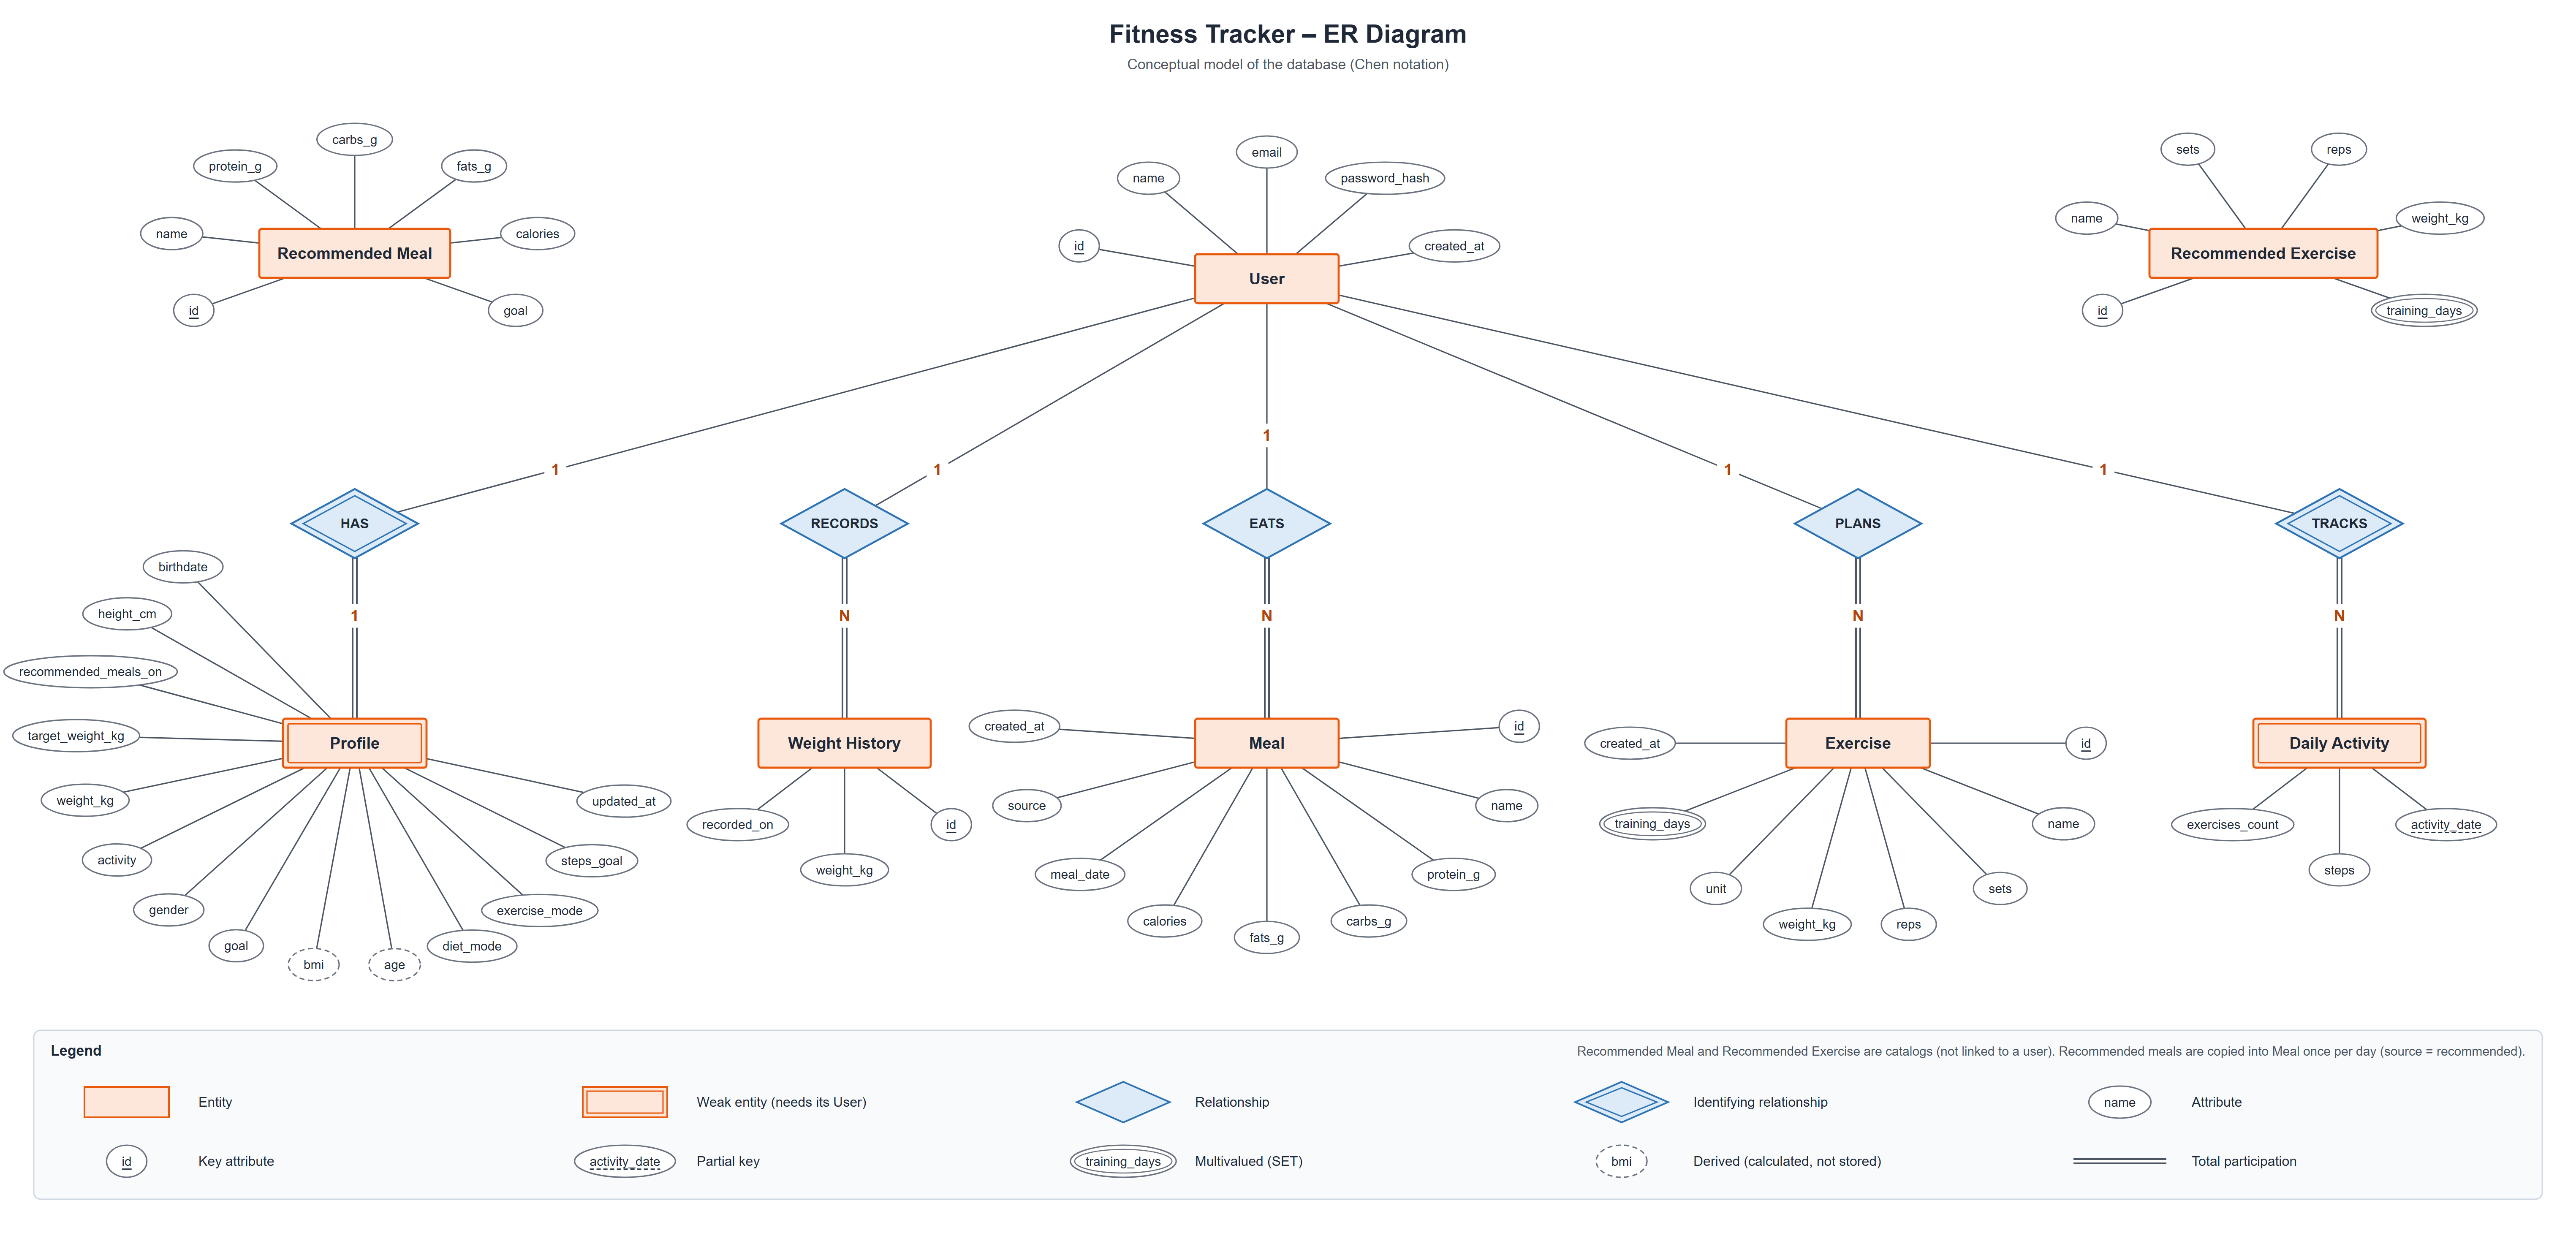 Fitness Tracker – ER Diagram
Conceptual model of the database (Chen notation)
carbs_g
protein_g
fats_g
name
calories
Recommended Meal
id
goal
email
name
password_hash
id
created_at
User
sets
reps
name
weight_kg
Recommended Exercise
id
training_days
1
1
1
1
1
HAS
RECORDS
EATS
PLANS
TRACKS
1
N
N
N
N
birthdate
height_cm
recommended_meals_on
target_weight_kg
Profile
weight_kg
updated_at
activity
steps_goal
gender
exercise_mode
goal
bmi
age
diet_mode
Weight History
recorded_on
id
weight_kg
created_at
id
Meal
source
name
meal_date
protein_g
calories
carbs_g
fats_g
created_at
Exercise
id
training_days
name
unit
sets
weight_kg
reps
Daily Activity
exercises_count
activity_date
steps
Legend
Recommended Meal and Recommended Exercise are catalogs (not linked to a user). Recommended meals are copied into Meal once per day (source = recommended).
Entity
Weak entity (needs its User)
Relationship
Identifying relationship
name
Attribute
id
Key attribute
activity_date
Partial key
training_days
Multivalued (SET)
bmi
Derived (calculated, not stored)
Total participation